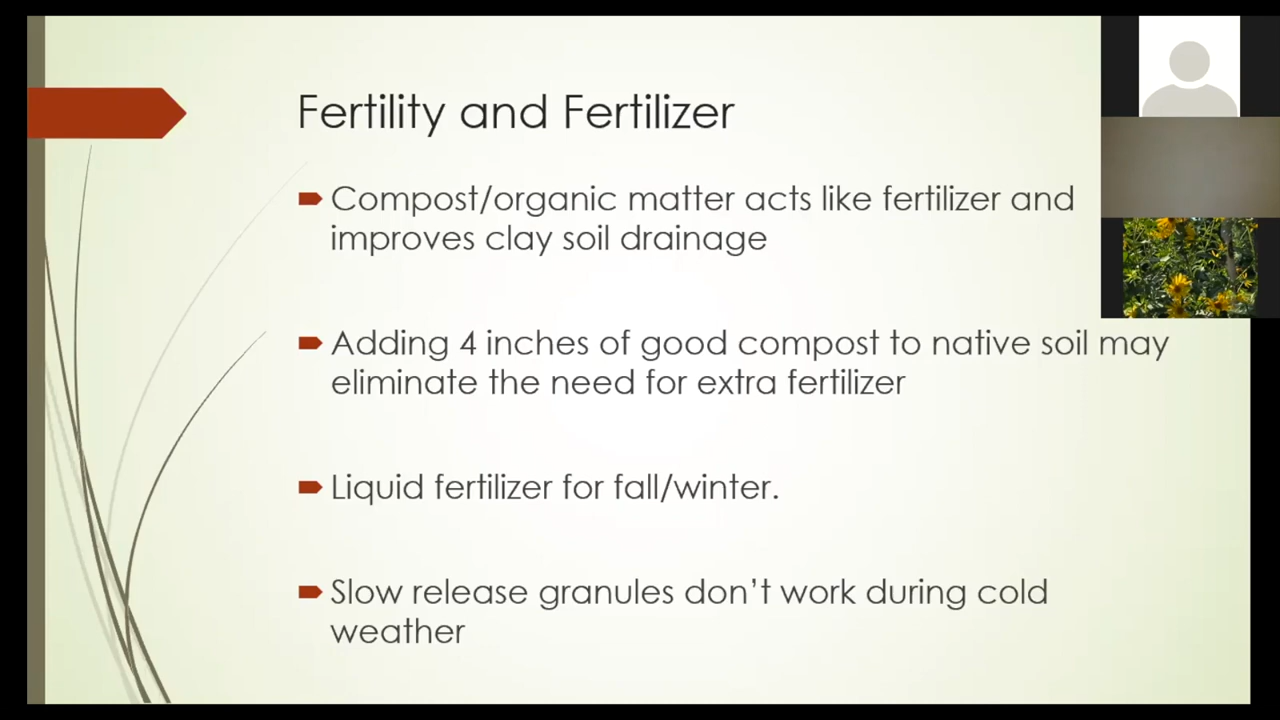 Fertility and Fertilizer
Compost/organic matter acts like fertilizer and
improves clay soil drainage
Adding 4 inches of good compost to native soil may
eliminate the need for extra fertilizer
Liquid fertilizer for fall/winter.
Slow release granules don’t work during cold
weather